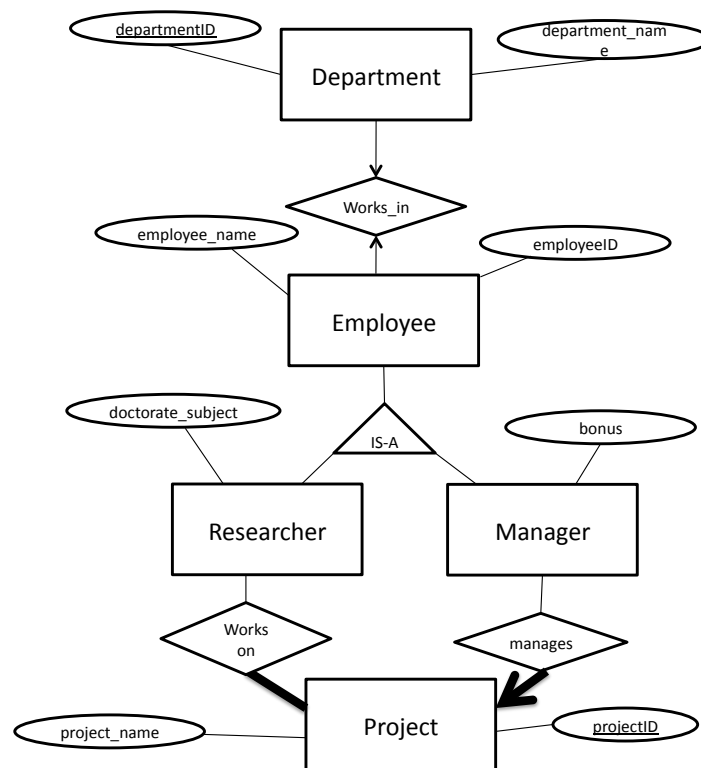 departmentID
department_nam
e
Department
Works_in
employee_name
employeeID
Employee
doctorate_subject
IS-A
bonus
Researcher
Manager
Works
on
manages
Project
project_name
projectID